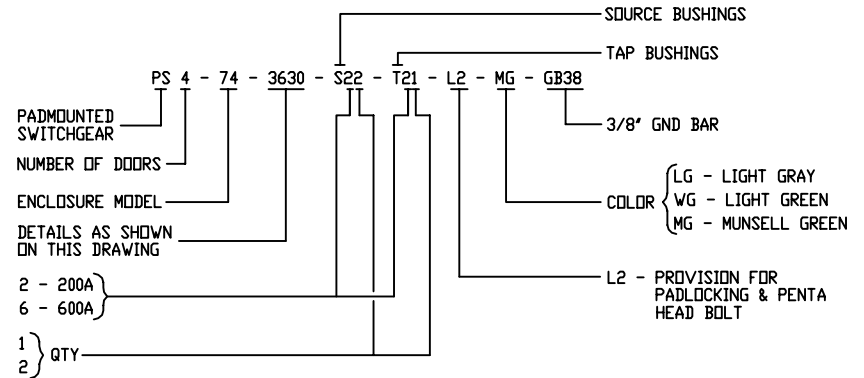 SOURCE BUSHINGS
TAP BUSHINGS
PS 4 - 74 - 3630 - S22 - T21 - L2 - MG - GB38
PADMOUNTED
SWITCHGEAR
3/8" GND BAR
NUMBER OF DOORS
ENCLOSURE MODEL
COLOR
LG - LIGHT GRAY
WG - LIGHT GREEN
MG - MUNSELL GREEN
DETAILS AS SHOWN
ON THIS DRAWING
2 - 200A
6 - 600A
L2 - PROVISION FOR
PADLOCKING & PENTA
HEAD BOLT
1
2
QTY